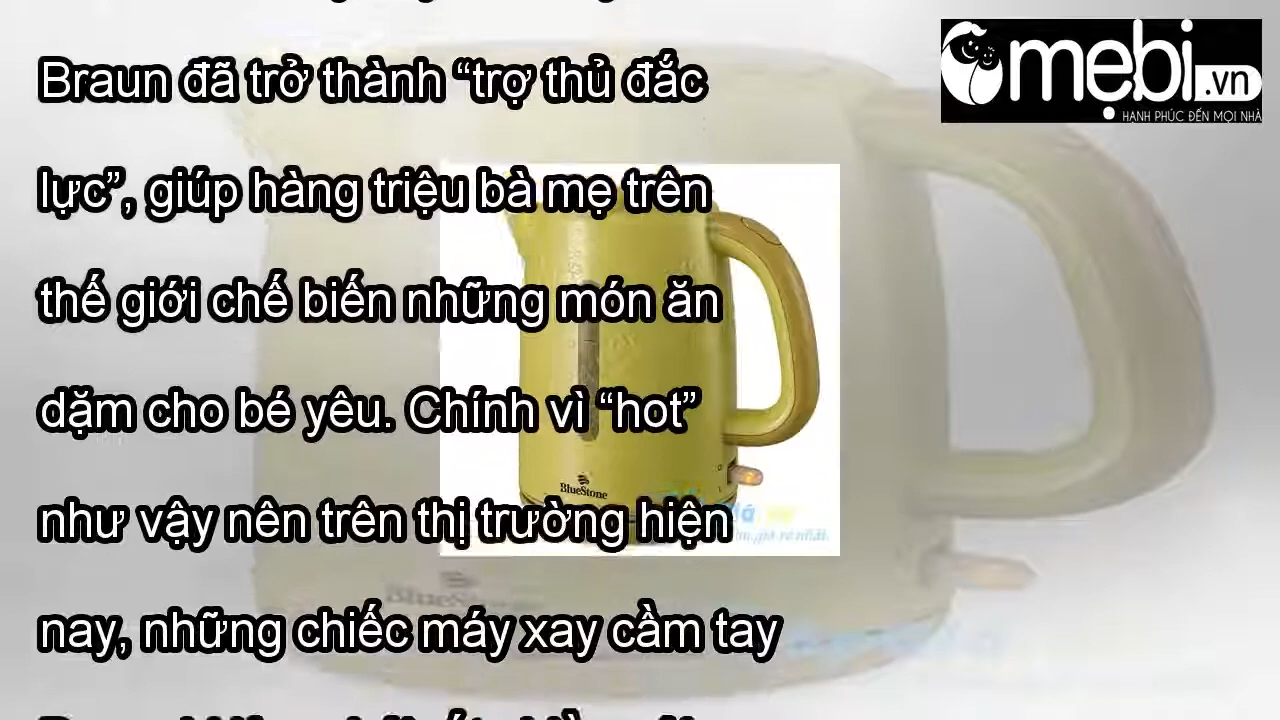 mẹbi.vn
HẠNH PHÚC ĐẾN MỌI NHÀ
Braun đã trở thành “trợ thủ đắc
lực”, giúp hàng triệu bà mẹ trên
thế giới chế biến những món ăn
dặm cho bé yêu. Chính vì “hot”
như vậy nên trên thị trường hiện
nay, những chiếc máy xay cầm tay
BlueStone
BlueStone